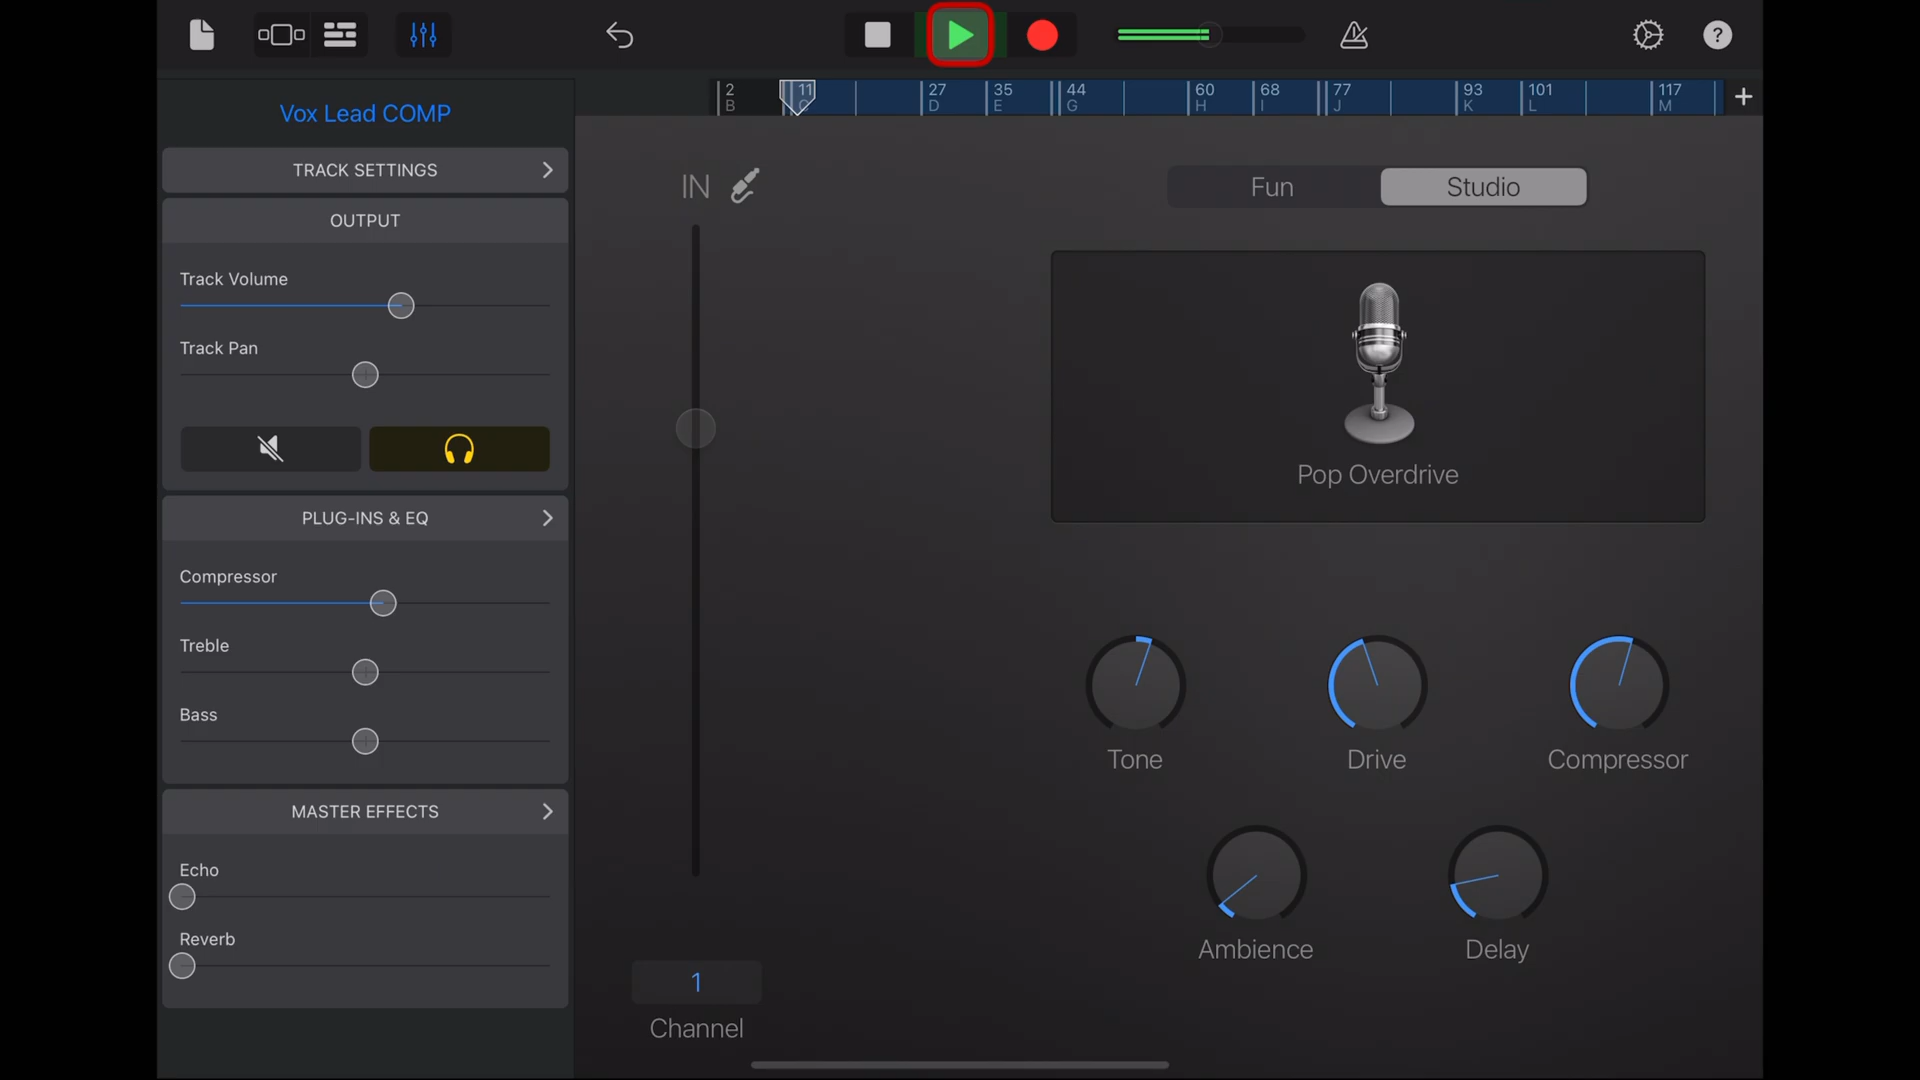 2 11 27 35 44 60 68 77 93 101 117
B C D E G H I J K L M
Vox Lead COMP
TRACK SETTINGS
OUTPUT
Track Volume
Track Pan
PLUG-INS & EQ
Compressor
Treble
Bass
MASTER EFFECTS
Echo
Reverb
IN
1
Channel
Fun Studio
Pop Overdrive
Tone Drive Compressor
Ambience Delay